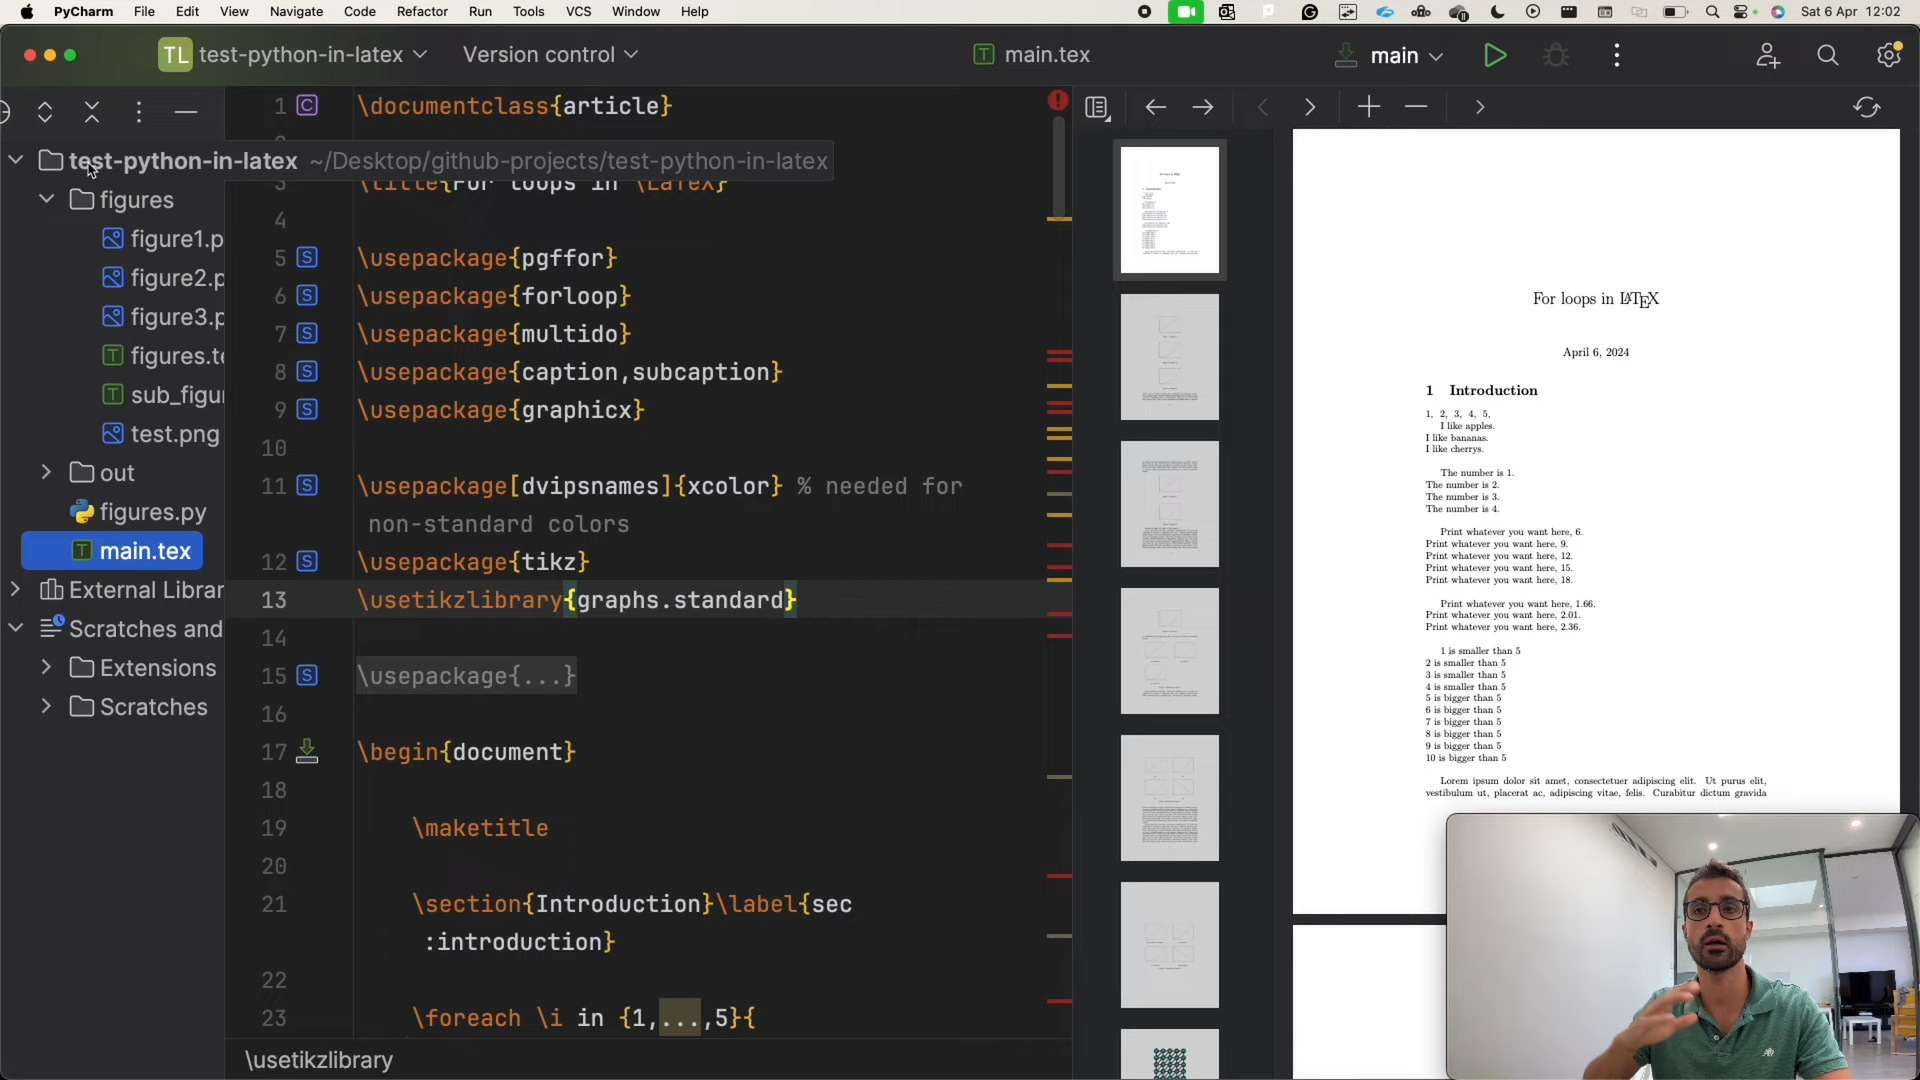 PyCharm File Edit View Navigate Code Refactor Run Tools VCS Window Help Sat 6 Apr 12:02
TL test-python-in-latex Version control main.tex main
test-python-in-latex ~/Desktop/github-projects/test-python-in-latex
figures
figure1.p
figure2.p
figure3.p
figures.te
sub_figur
test.png
out
figures.py
main.tex
External Librar
Scratches and
Extensions
Scratches
1 \documentclass{article}
3 \title{For loops in \LaTeX}
4
5 \usepackage{pgffor}
6 \usepackage{forloop}
7 \usepackage{multido}
8 \usepackage{caption,subcaption}
9 \usepackage{graphicx}
10
11 \usepackage[dvipsnames]{xcolor} % needed for
non-standard colors
12 \usepackage{tikz}
13 \usetikzlibrary{graphs.standard}
14
15 \usepackage{...}
16
17 \begin{document}
18
19 \maketitle
20
21 \section{Introduction}\label{sec
:introduction}
22
23 \foreach \i in {1,...,5}{
\usetikzlibrary
For loops in LATEX
April 6, 2024
1 Introduction
1, 2, 3, 4, 5,
I like apples.
I like bananas.
I like cherrys.
The number is 1.
The number is 2.
The number is 3.
The number is 4.
Print whatever you want here, 6.
Print whatever you want here, 9.
Print whatever you want here, 12.
Print whatever you want here, 15.
Print whatever you want here, 18.
Print whatever you want here, 1.66.
Print whatever you want here, 2.01.
Print whatever you want here, 2.36.
1 is smaller than 5
2 is smaller than 5
3 is smaller than 5
4 is smaller than 5
5 is bigger than 5
6 is bigger than 5
7 is bigger than 5
8 is bigger than 5
9 is bigger than 5
10 is bigger than 5
Lorem ipsum dolor sit amet, consectetuer adipiscing elit. Ut purus elit,
vestibulum ut, placerat ac, adipiscing vitae, felis. Curabitur dictum gravida